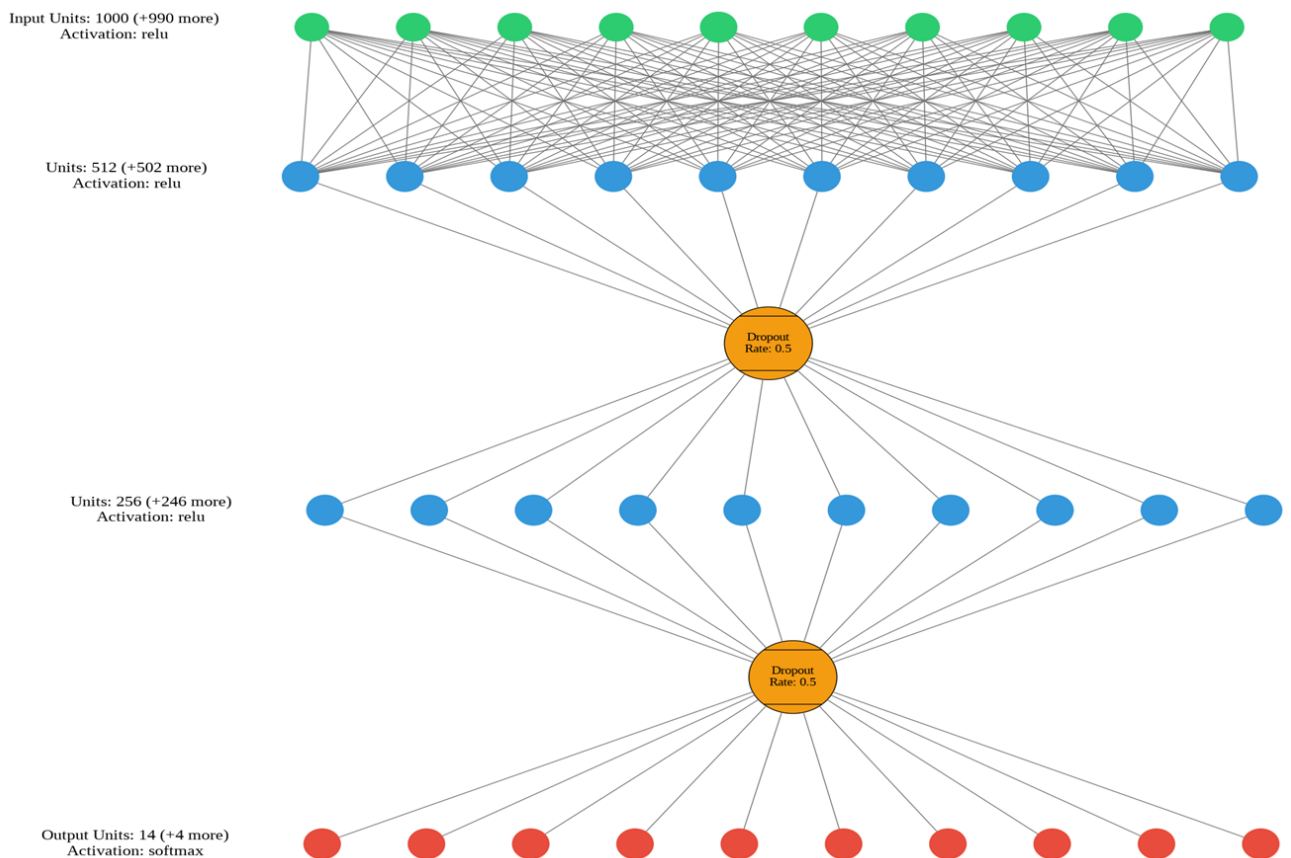 Input Units: 1000 (+990 more)
Activation: relu
Units: 512 (+502 more)
Activation: relu
Dropout
Rate: 0.5
Units: 256 (+246 more)
Activation: relu
Dropout
Rate: 0.5
Output Units: 14 (+4 more)
Activation: softmax